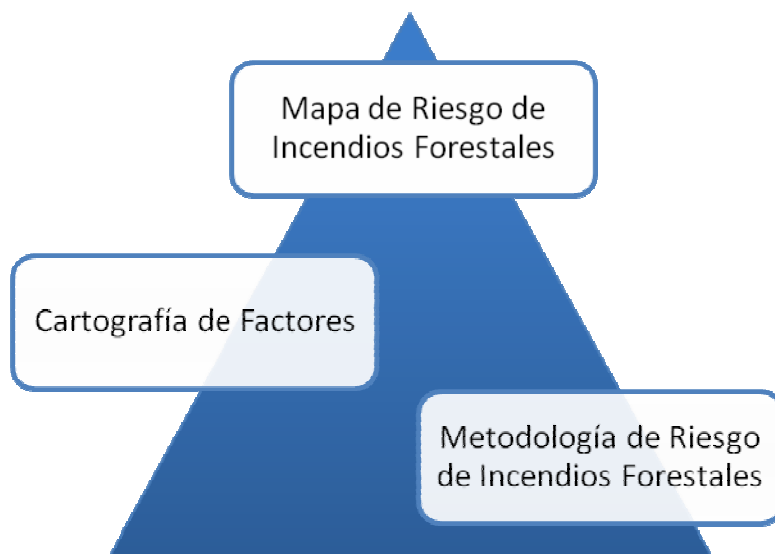 Mapa de Riesgo de
Incendios Forestales
Cartografía de Factores
Metodología de Riesgo
de Incendios Forestales